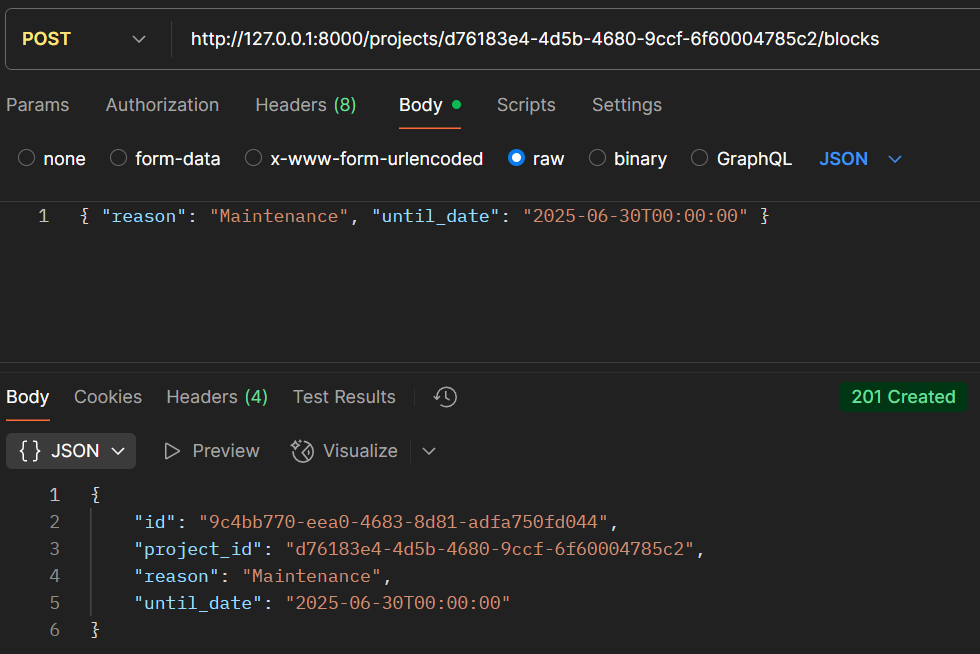 POST http://127.0.0.1:8000/projects/d76183e4-4d5b-4680-9ccf-6f60004785c2/blocks
Params Authorization Headers (8) Body Scripts Settings
none form-data x-www-form-urlencoded raw binary GraphQL JSON
1 { "reason": "Maintenance", "until_date": "2025-06-30T00:00:00" }
Body Cookies Headers (4) Test Results 201 Created
{} JSON Preview Visualize
1 {
2 "id": "9c4bb770-eea0-4683-8d81-adfa750fd044",
3 "project_id": "d76183e4-4d5b-4680-9ccf-6f60004785c2",
4 "reason": "Maintenance",
5 "until_date": "2025-06-30T00:00:00"
6 }